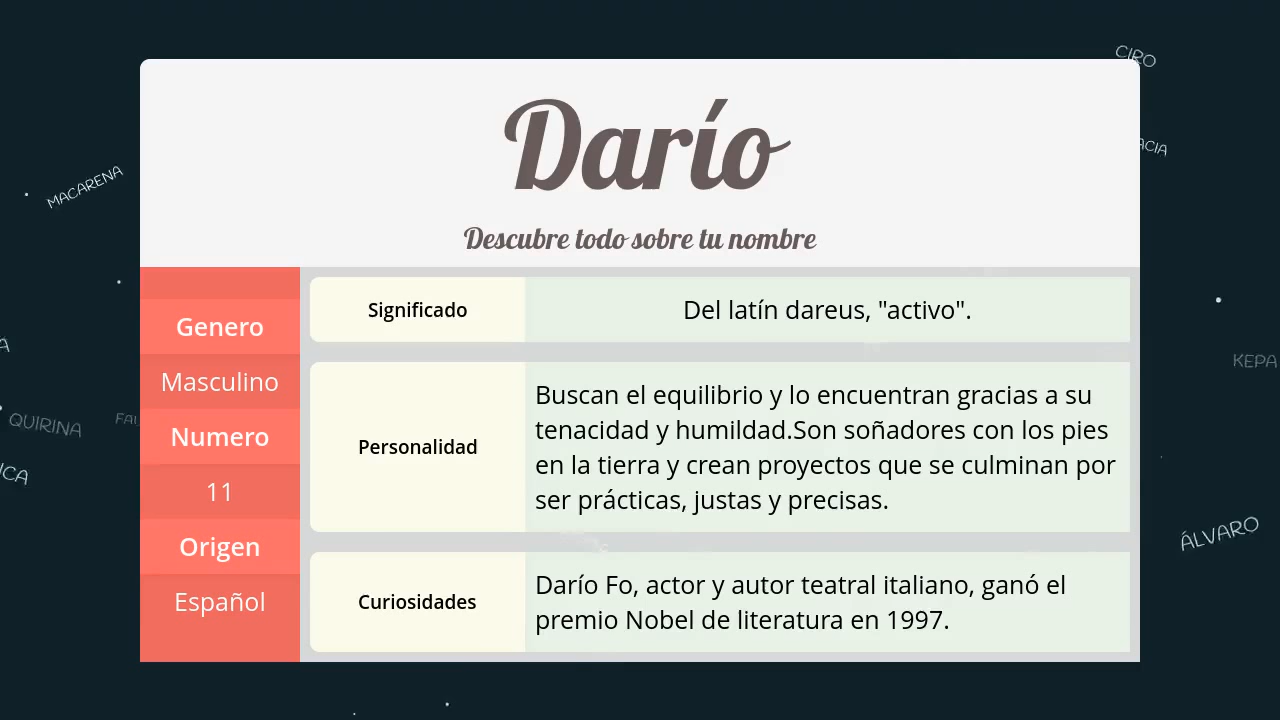 CIRO
Darío
MACARENA
Descubre todo sobre tu nombre
Significado
Del latín dareus, "activo".
Genero
Masculino
Numero
11
Origen
Español
Personalidad
Buscan el equilibrio y lo encuentran gracias a su
tenacidad y humildad.Son soñadores con los pies
en la tierra y crean proyectos que se culminan por
ser prácticas, justas y precisas.
Curiosidades
Darío Fo, actor y autor teatral italiano, ganó el
premio Nobel de literatura en 1997.
KEPA
QUIRINA
ÁLVARO